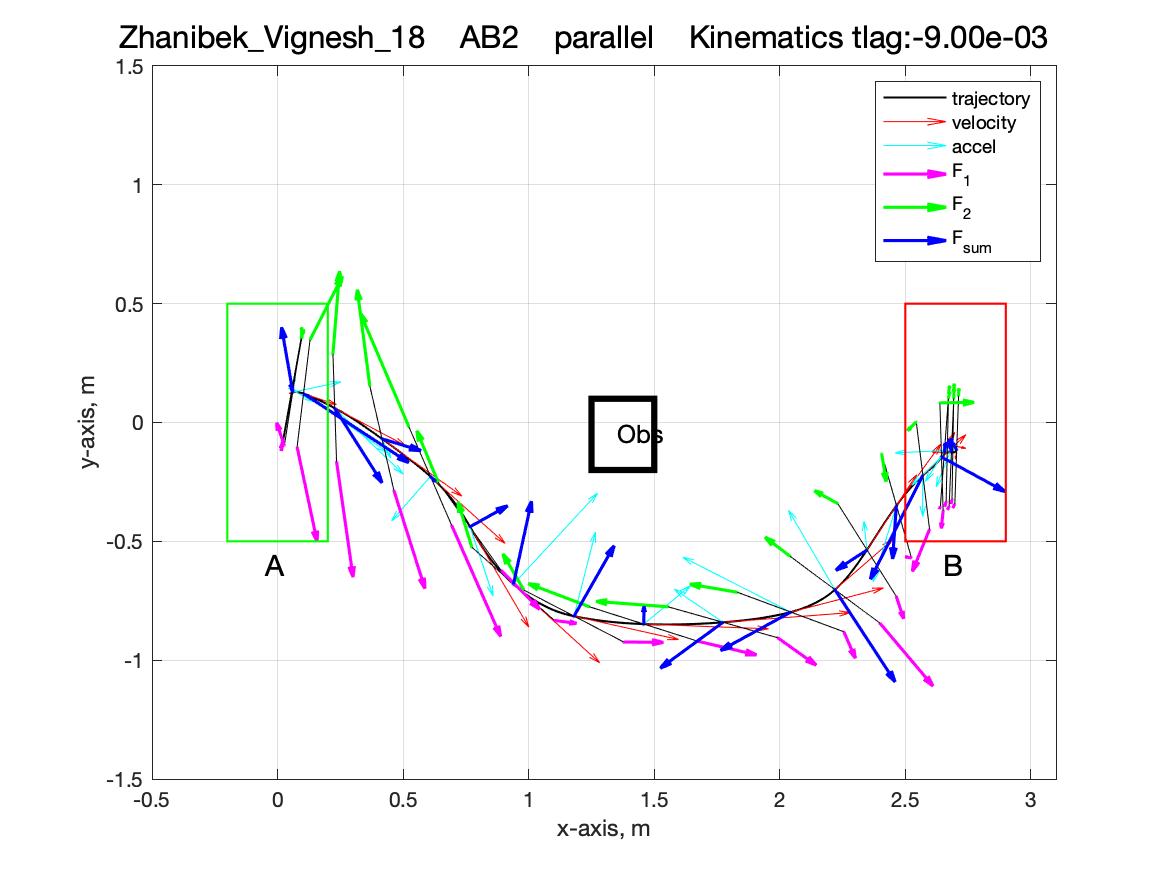 Zhanibek_Vignesh_18 AB2 parallel Kinematics tlag:-9.00e-03
1.5
1
0.5
0
-0.5
-1
-1.5
y-axis, m
trajectory
velocity
accel
F1
F2
Fsum
Obs
A
B
-0.5 0 0.5 1 1.5 2 2.5 3
x-axis, m